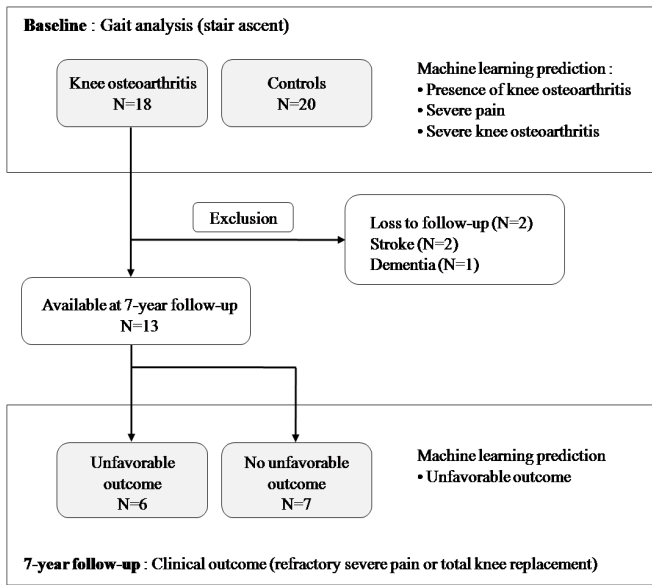 Baseline : Gait analysis (stair ascent)
Knee osteoarthritis
N=18
Controls
N=20
Machine learning prediction :
• Presence of knee osteoarthritis
• Severe pain
• Severe knee osteoarthritis
Exclusion
Loss to follow-up (N=2)
Stroke (N=2)
Dementia (N=1)
Available at 7-year follow-up
N=13
Unfavorable
outcome
N=6
No unfavorable
outcome
N=7
Machine learning prediction
• Unfavorable outcome
7-year follow-up : Clinical outcome (refractory severe pain or total knee replacement)